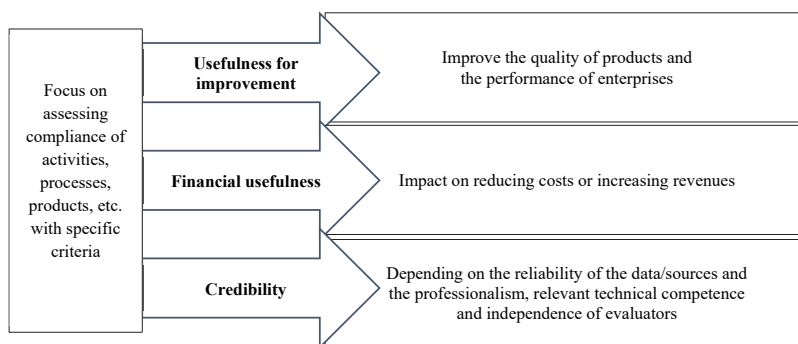 Focus on
assessing
compliance of
activities,
processes,
products, etc.
with specific
criteria
Usefulness for
improvement
Improve the quality of products and
the performance of enterprises
Financial usefulness
Impact on reducing costs or increasing revenues
Credibility
Depending on the reliability of the data/sources and
the professionalism, relevant technical competence
and independence of evaluators